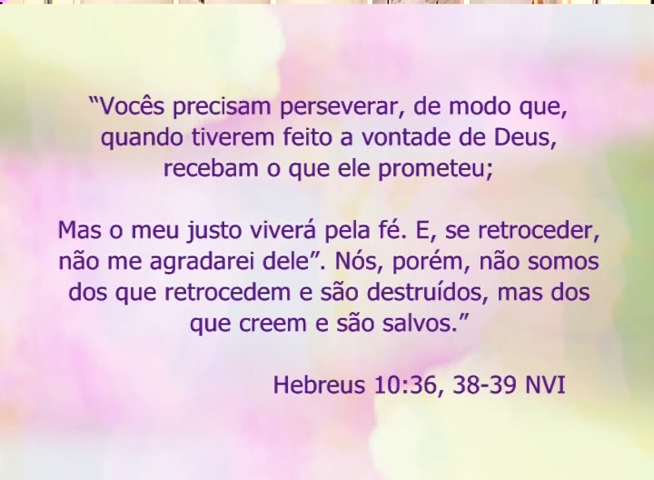 “Vocês precisam perseverar, de modo que,
quando tiverem feito a vontade de Deus,
recebam o que ele prometeu;
Mas o meu justo viverá pela fé. E, se retroceder,
não me agradarei dele”. Nós, porém, não somos
dos que retrocedem e são destruídos, mas dos
que creem e são salvos.”
Hebreus 10:36, 38-39 NVI